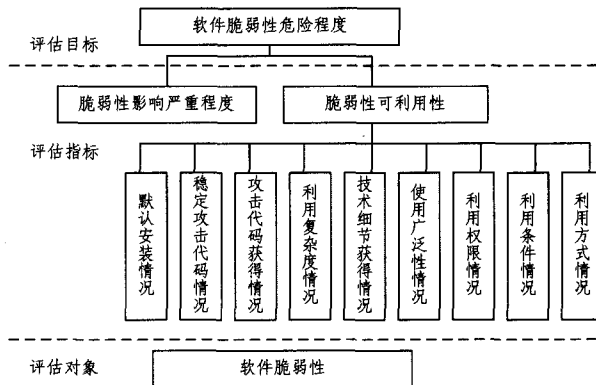 软件脆弱性危险程度
评估目标
脆弱性影响严重程度
脆弱性可利用性
评估指标
默认安装情况
稳定攻击代码情况
攻击代码获得情况
利用复杂度情况
技术细节获得情况
使用广泛性情况
利用权限情况
利用条件情况
利用方式情况
评估对象
软件脆弱性